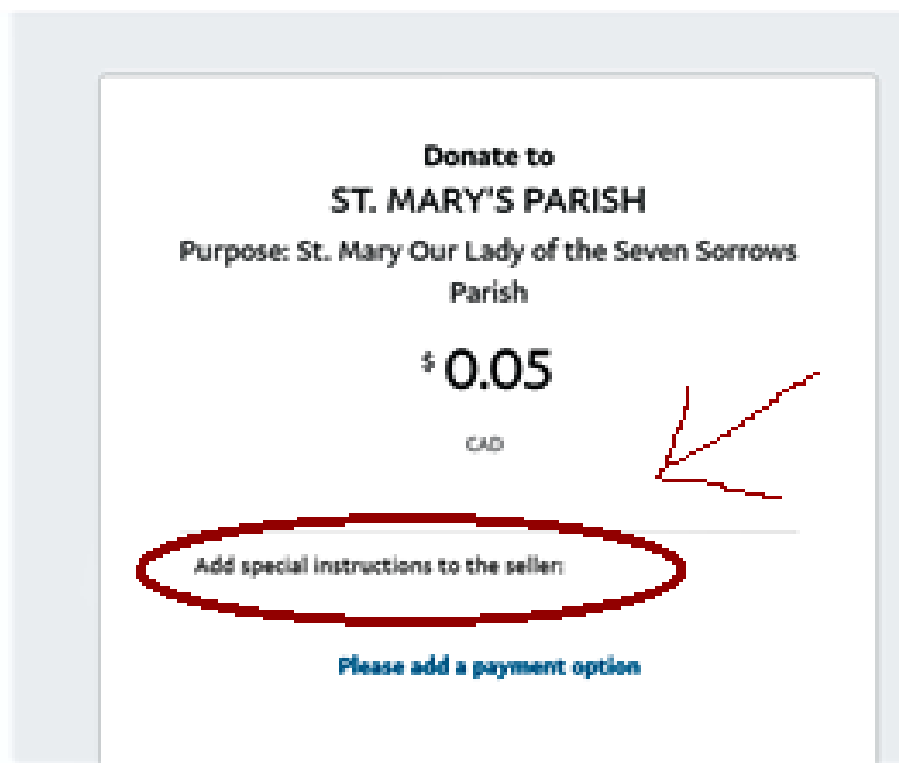 Donate to
ST. MARY'S PARISH
Purpose: St. Mary Our Lady of the Seven Sorrows
Parish
$ 0.05
CAD
Add special instructions to the seller:
Please add a payment option